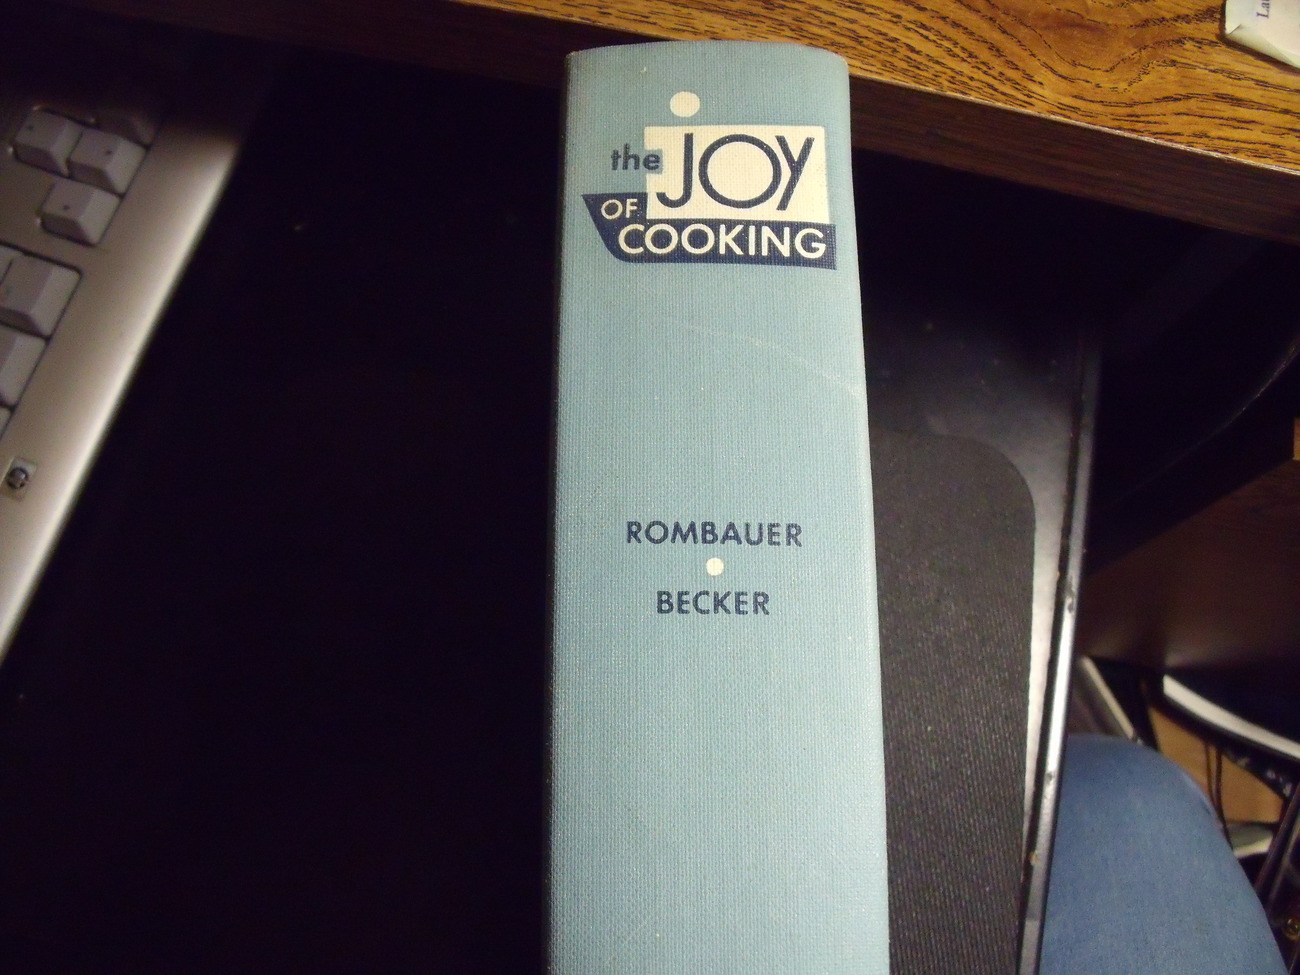 the JOY
OF
COOKING
ROMBAUER
BECKER